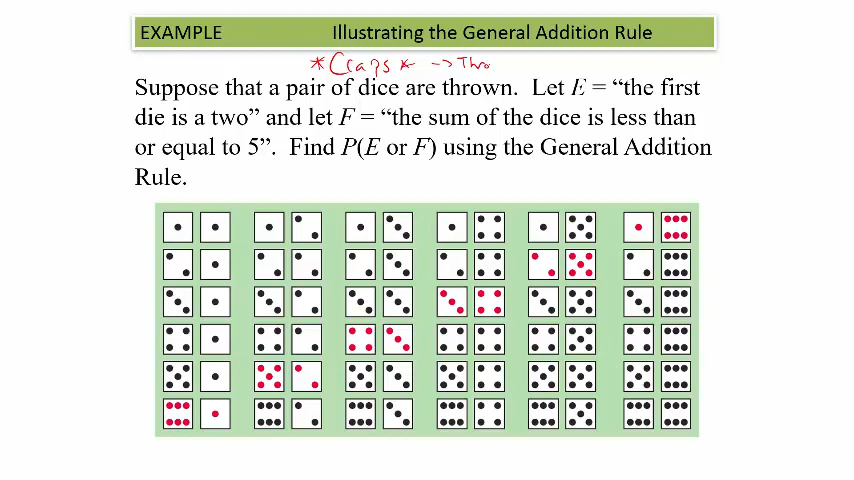 EXAMPLE Illustrating the General Addition Rule
*Craps* → Thro
Suppose that a pair of dice are thrown. Let E = “the first
die is a two” and let F = “the sum of the dice is less than
or equal to 5”. Find P(E or F) using the General Addition
Rule.